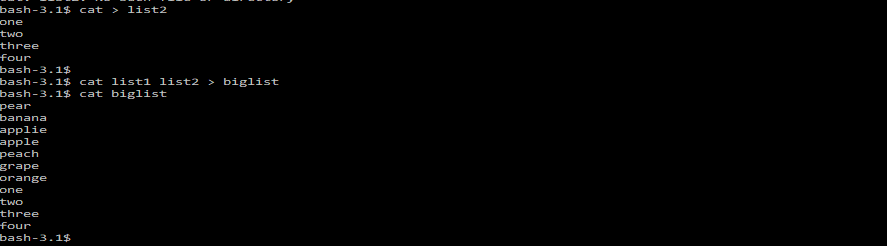 bash-3.1$ cat > list2
one
two
three
four
bash-3.1$
bash-3.1$ cat list1 list2 > biglist
bash-3.1$ cat biglist
pear
banana
applie
apple
peach
grape
orange
one
two
three
four
bash-3.1$